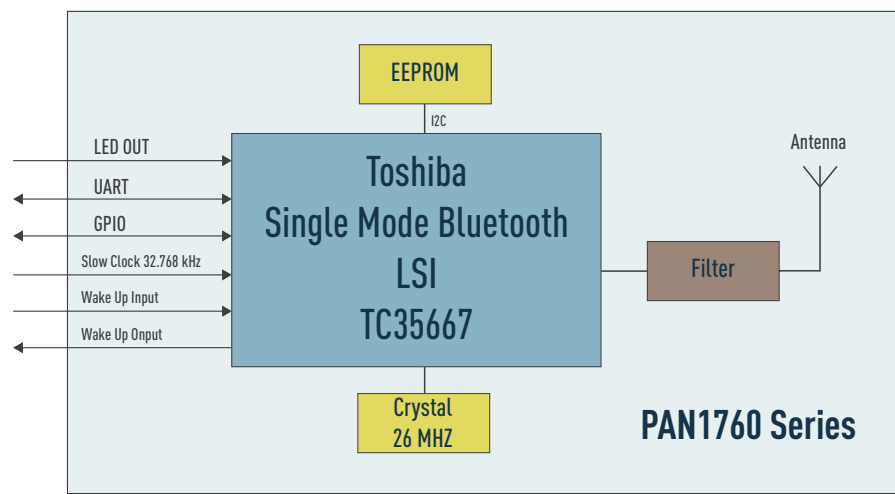 EEPROM
I2C
LED OUT
UART
GPIO
Slow Clock 32.768 kHz
Wake Up Input
Wake Up Onput
Toshiba
Single Mode Bluetooth
LSI
TC35667
Antenna
Filter
Crystal
26 MHZ
PAN1760 Series